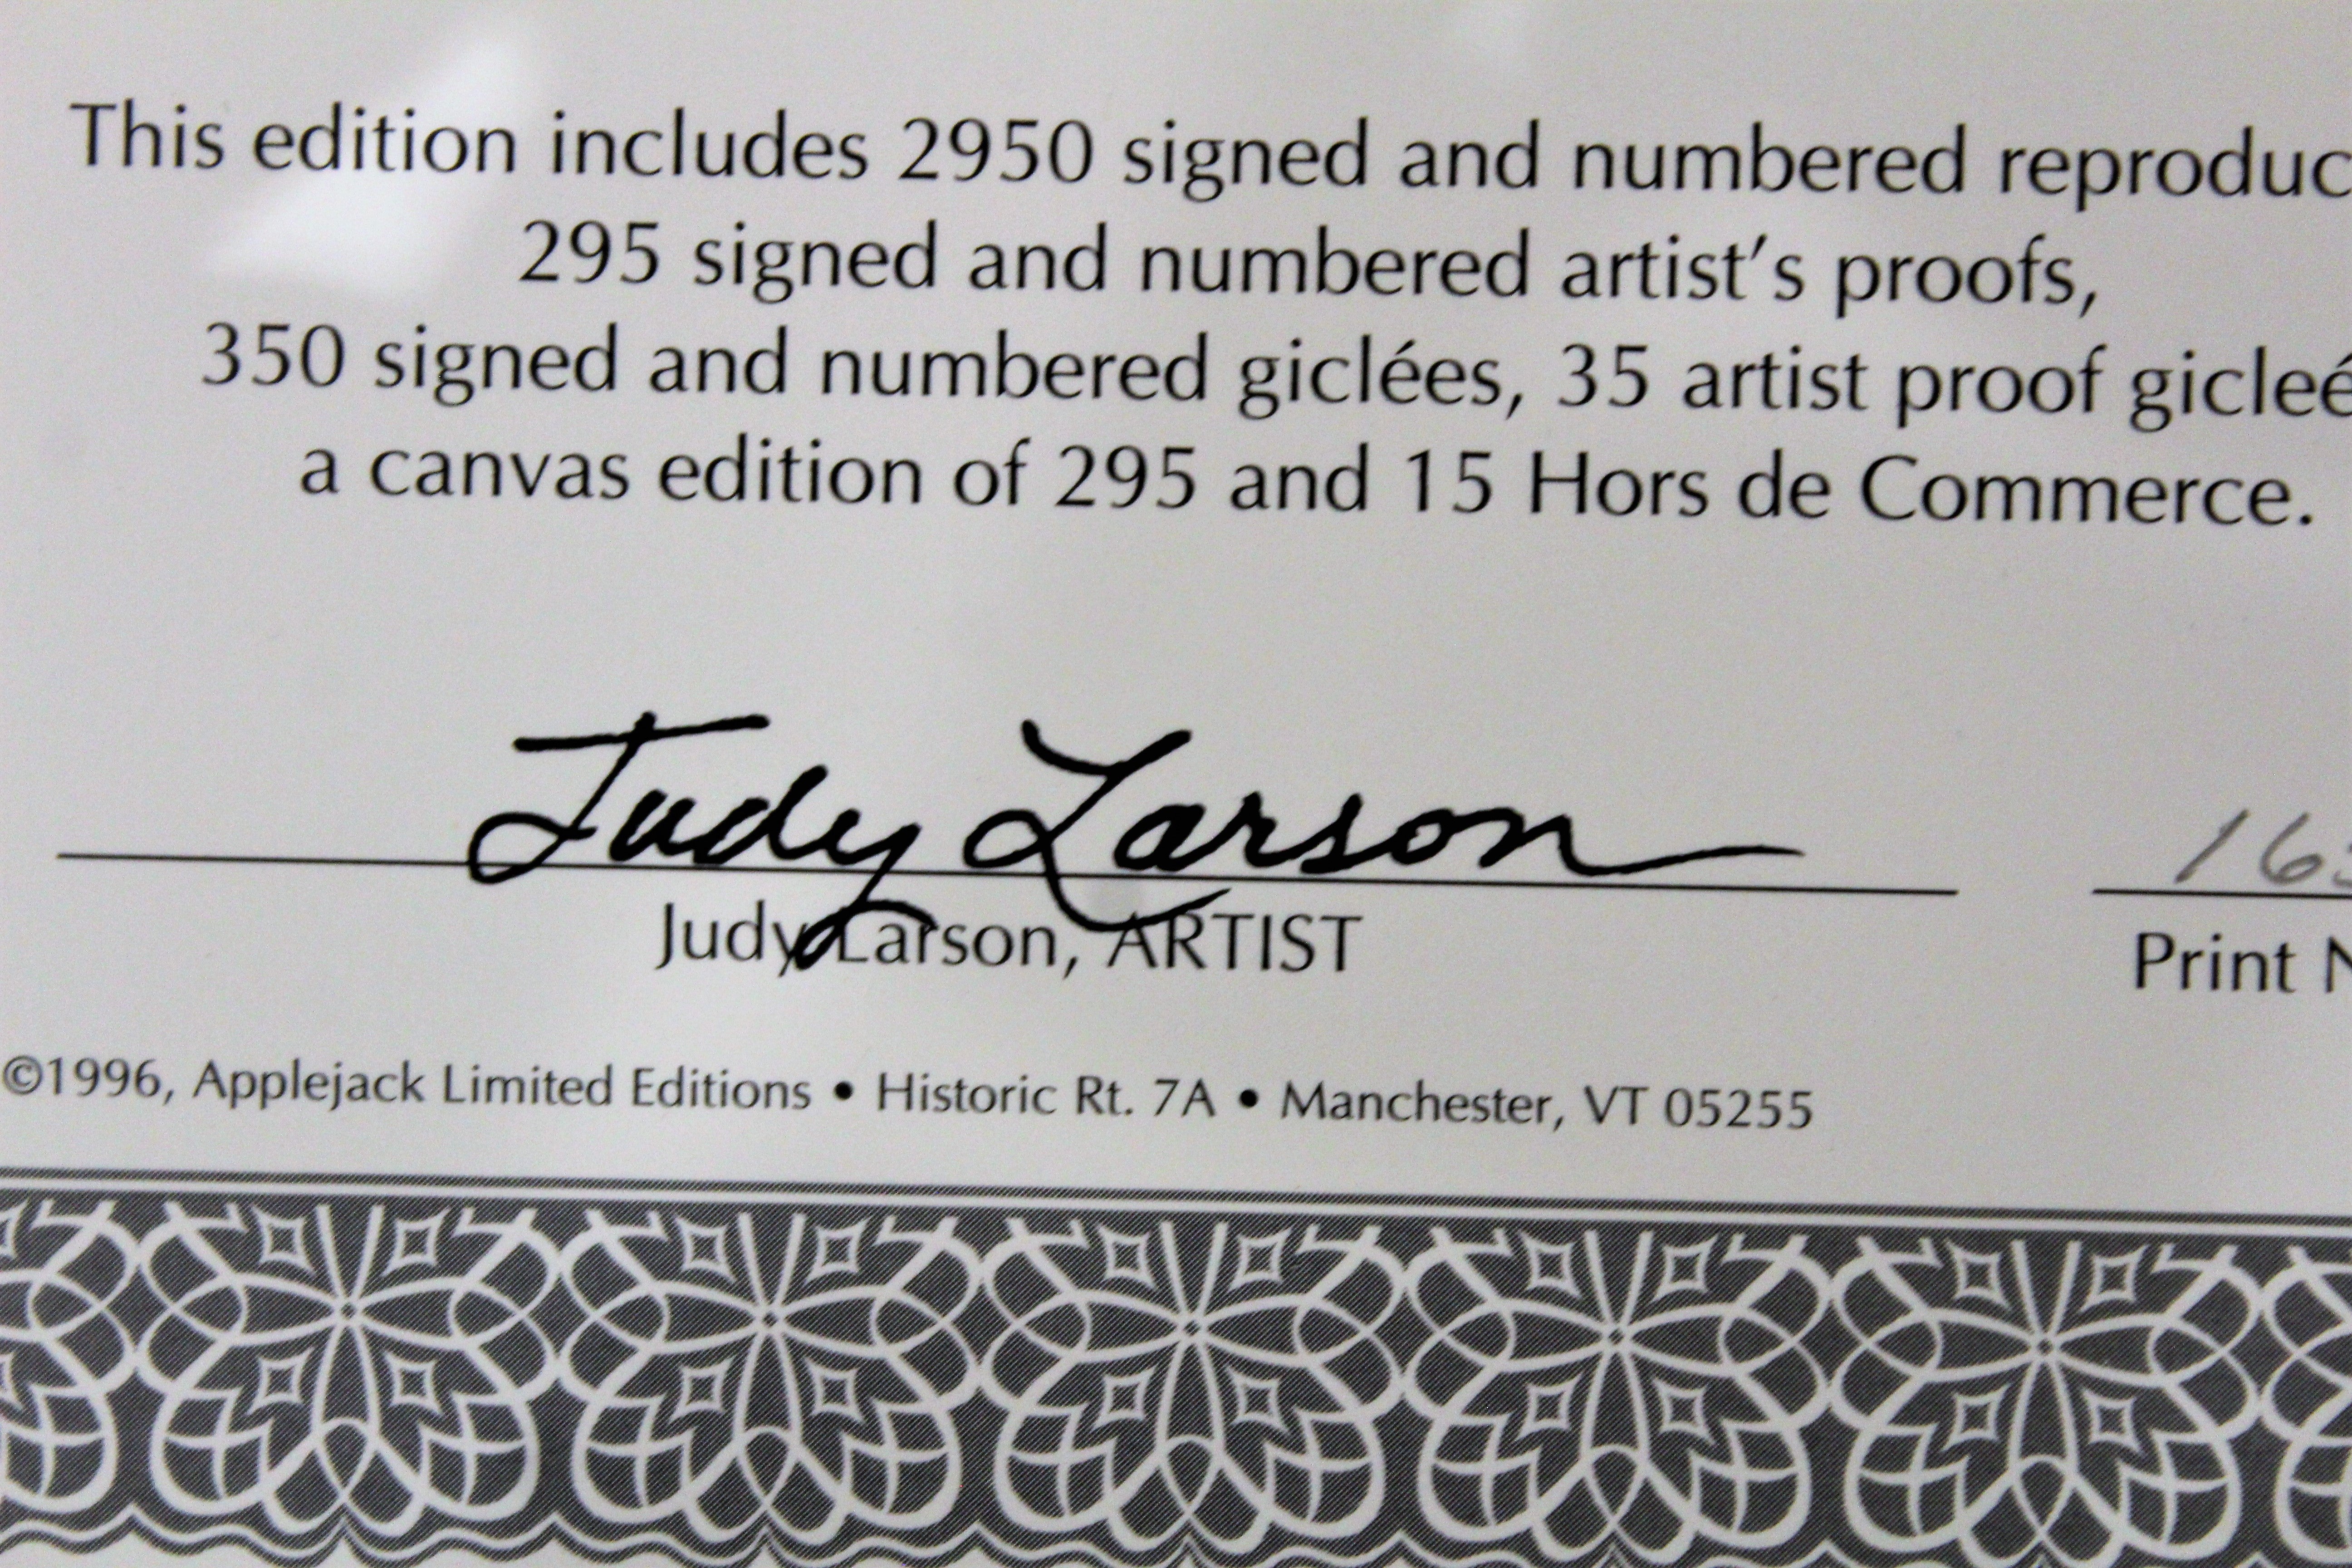 This edition includes 2950 signed and numbered reproduc
295 signed and numbered artist's proofs,
350 signed and numbered giclées, 35 artist proof gicleé
a canvas edition of 295 and 15 Hors de Commerce.
Judy Larson
16
Judy Larson, ARTIST
Print N
©1996, Applejack Limited Editions • Historic Rt. 7A • Manchester, VT 05255